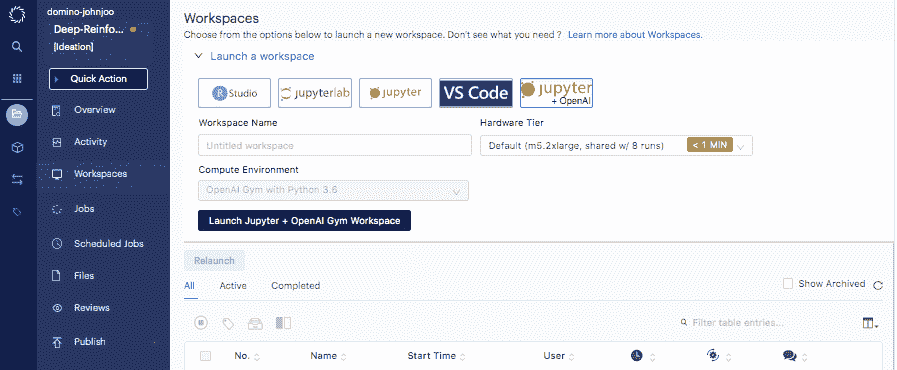 domino-johnjoo
Deep-Reinfo...
[Ideation]
Quick Action
Overview
Activity
Workspaces
Jobs
Scheduled Jobs
Files
Reviews
Publish
Workspaces
Choose from the options below to launch a new workspace. Don't see what you need ? Learn more about Workspaces.
Launch a workspace
R Studio
jupyterlab
jupyter
VS Code
jupyter
+ OpenAI
Workspace Name
Untitled workspace
Hardware Tier
Default (m5.2xlarge, shared w/ 8 runs) < 1 MIN
Compute Environment
OpenAI Gym with Python 3.6
Launch Jupyter + OpenAI Gym Workspace
Relaunch
All Active Completed
Show Archived
Filter table entries...
No. Name Start Time User